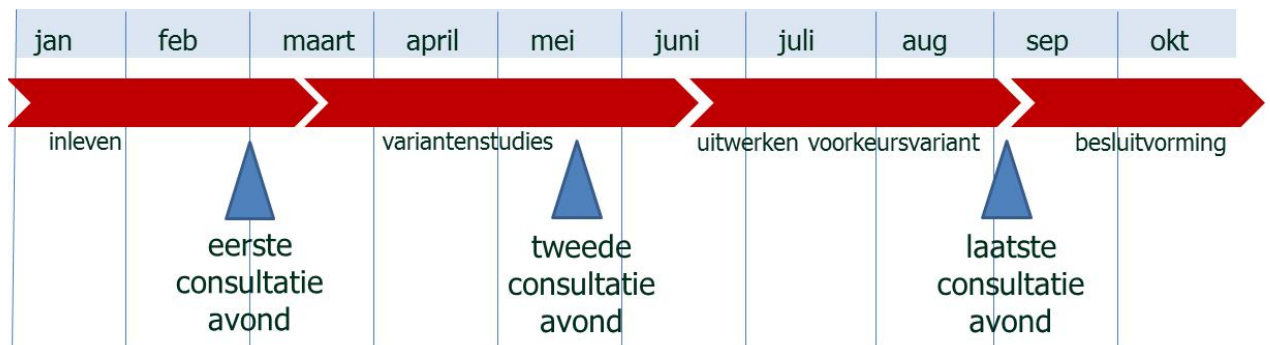 jan feb maart april mei juni juli aug sep okt
inleven variantenstudies uitwerken voorkeursvariant besluitvorming
eerste
consultatie
avond
tweede
consultatie
avond
laatste
consultatie
avond